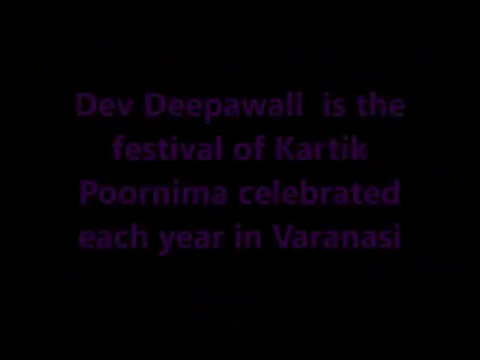 Dev Deepawali is the
festival of Kartik
Poornima celebrated
each year in Varanasi